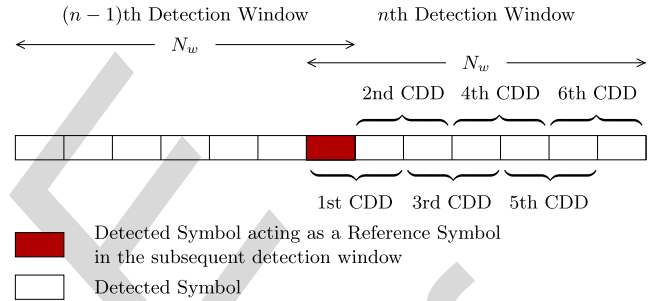 (n − 1)th Detection Window nth Detection Window
N_w
N_w
2nd CDD 4th CDD 6th CDD
1st CDD 3rd CDD 5th CDD
Detected Symbol acting as a Reference Symbol
in the subsequent detection window
Detected Symbol